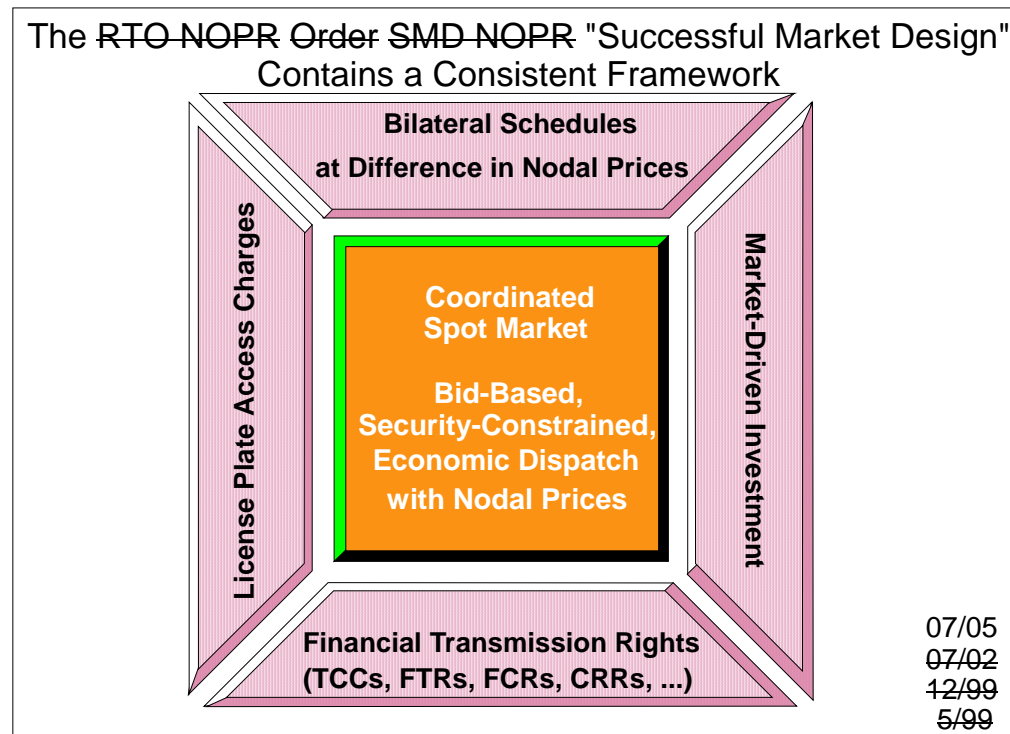 The RTO NOPR Order SMD NOPR "Successful Market Design"
Contains a Consistent Framework
Bilateral Schedules
at Difference in Nodal Prices
License Plate Access Charges
Coordinated
Spot Market
Bid-Based,
Security-Constrained,
Economic Dispatch
with Nodal Prices
Market-Driven Investment
Financial Transmission Rights
(TCCs, FTRs, FCRs, CRRs, ...)
07/05
07/02
12/99
5/99